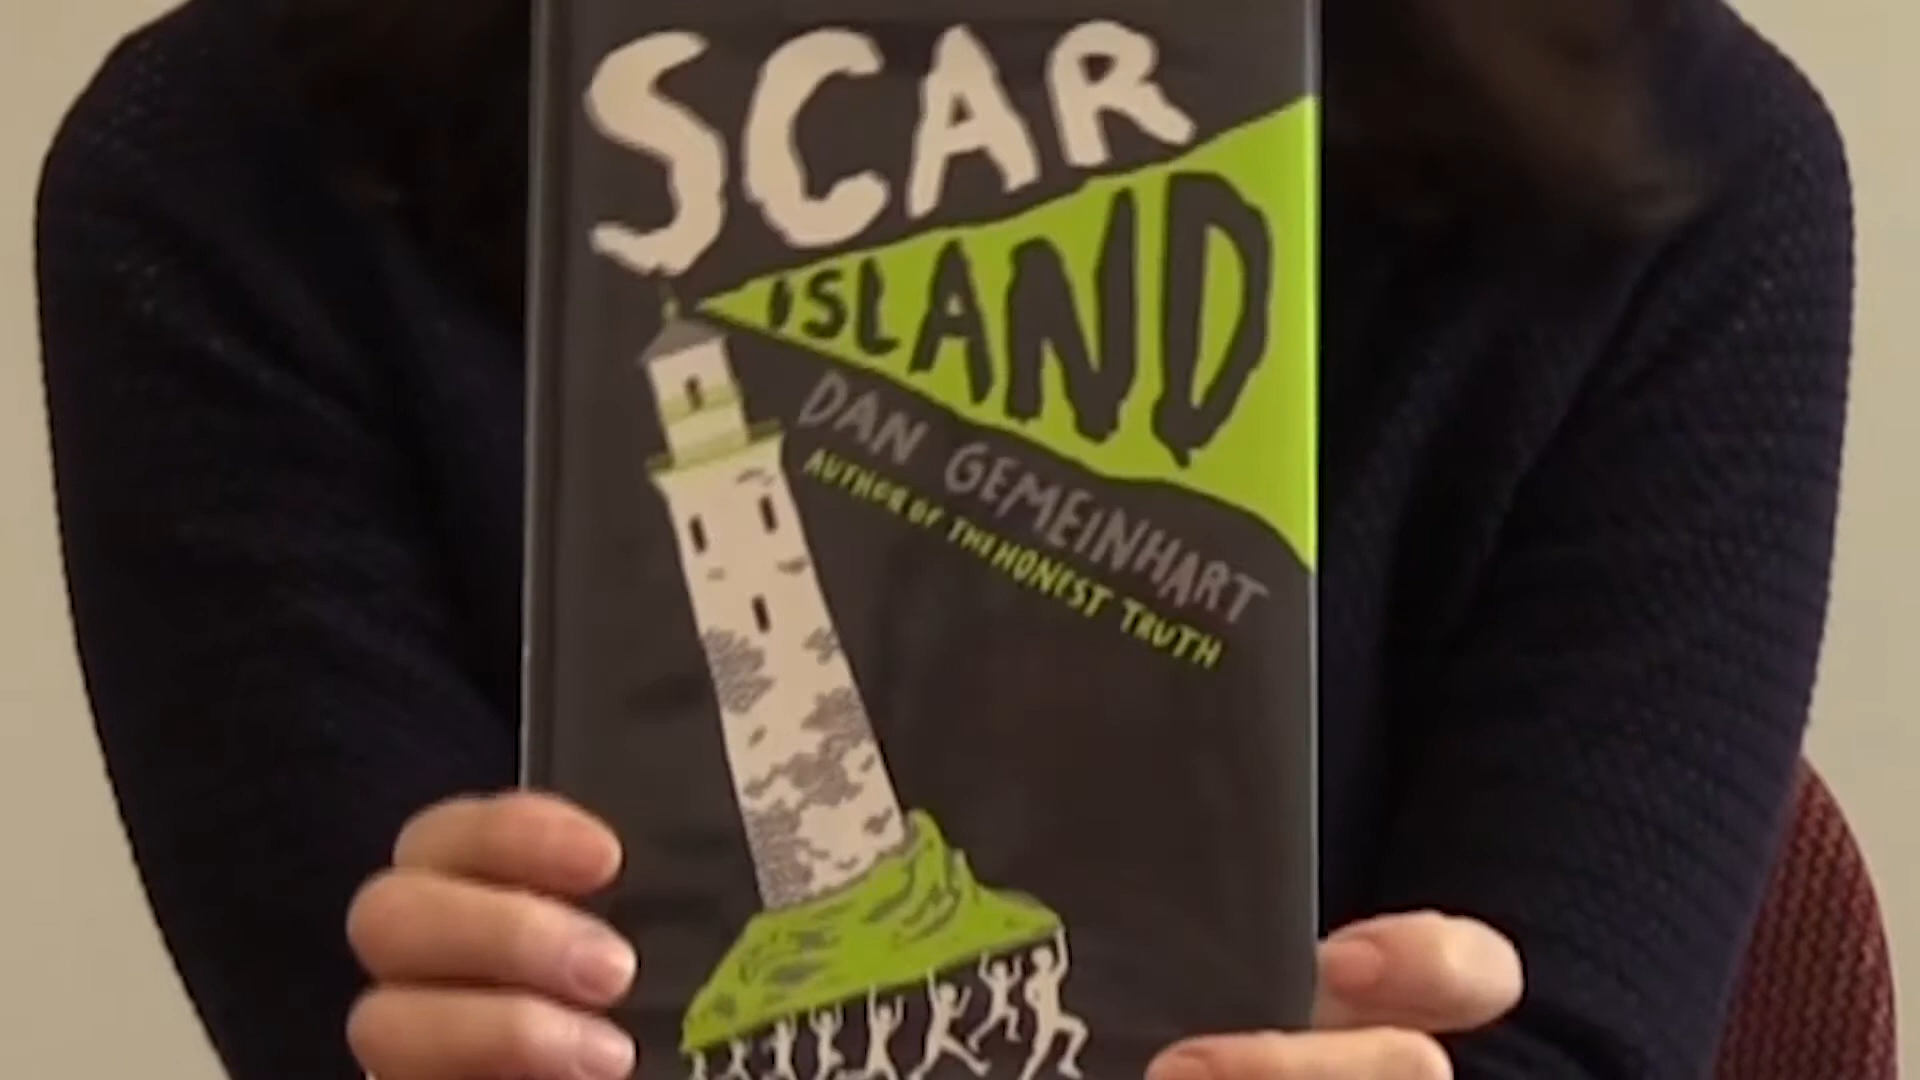 SCAR
ISLAND
DAN GEMEINHART
AUTHOR OF THE HONEST TRUTH